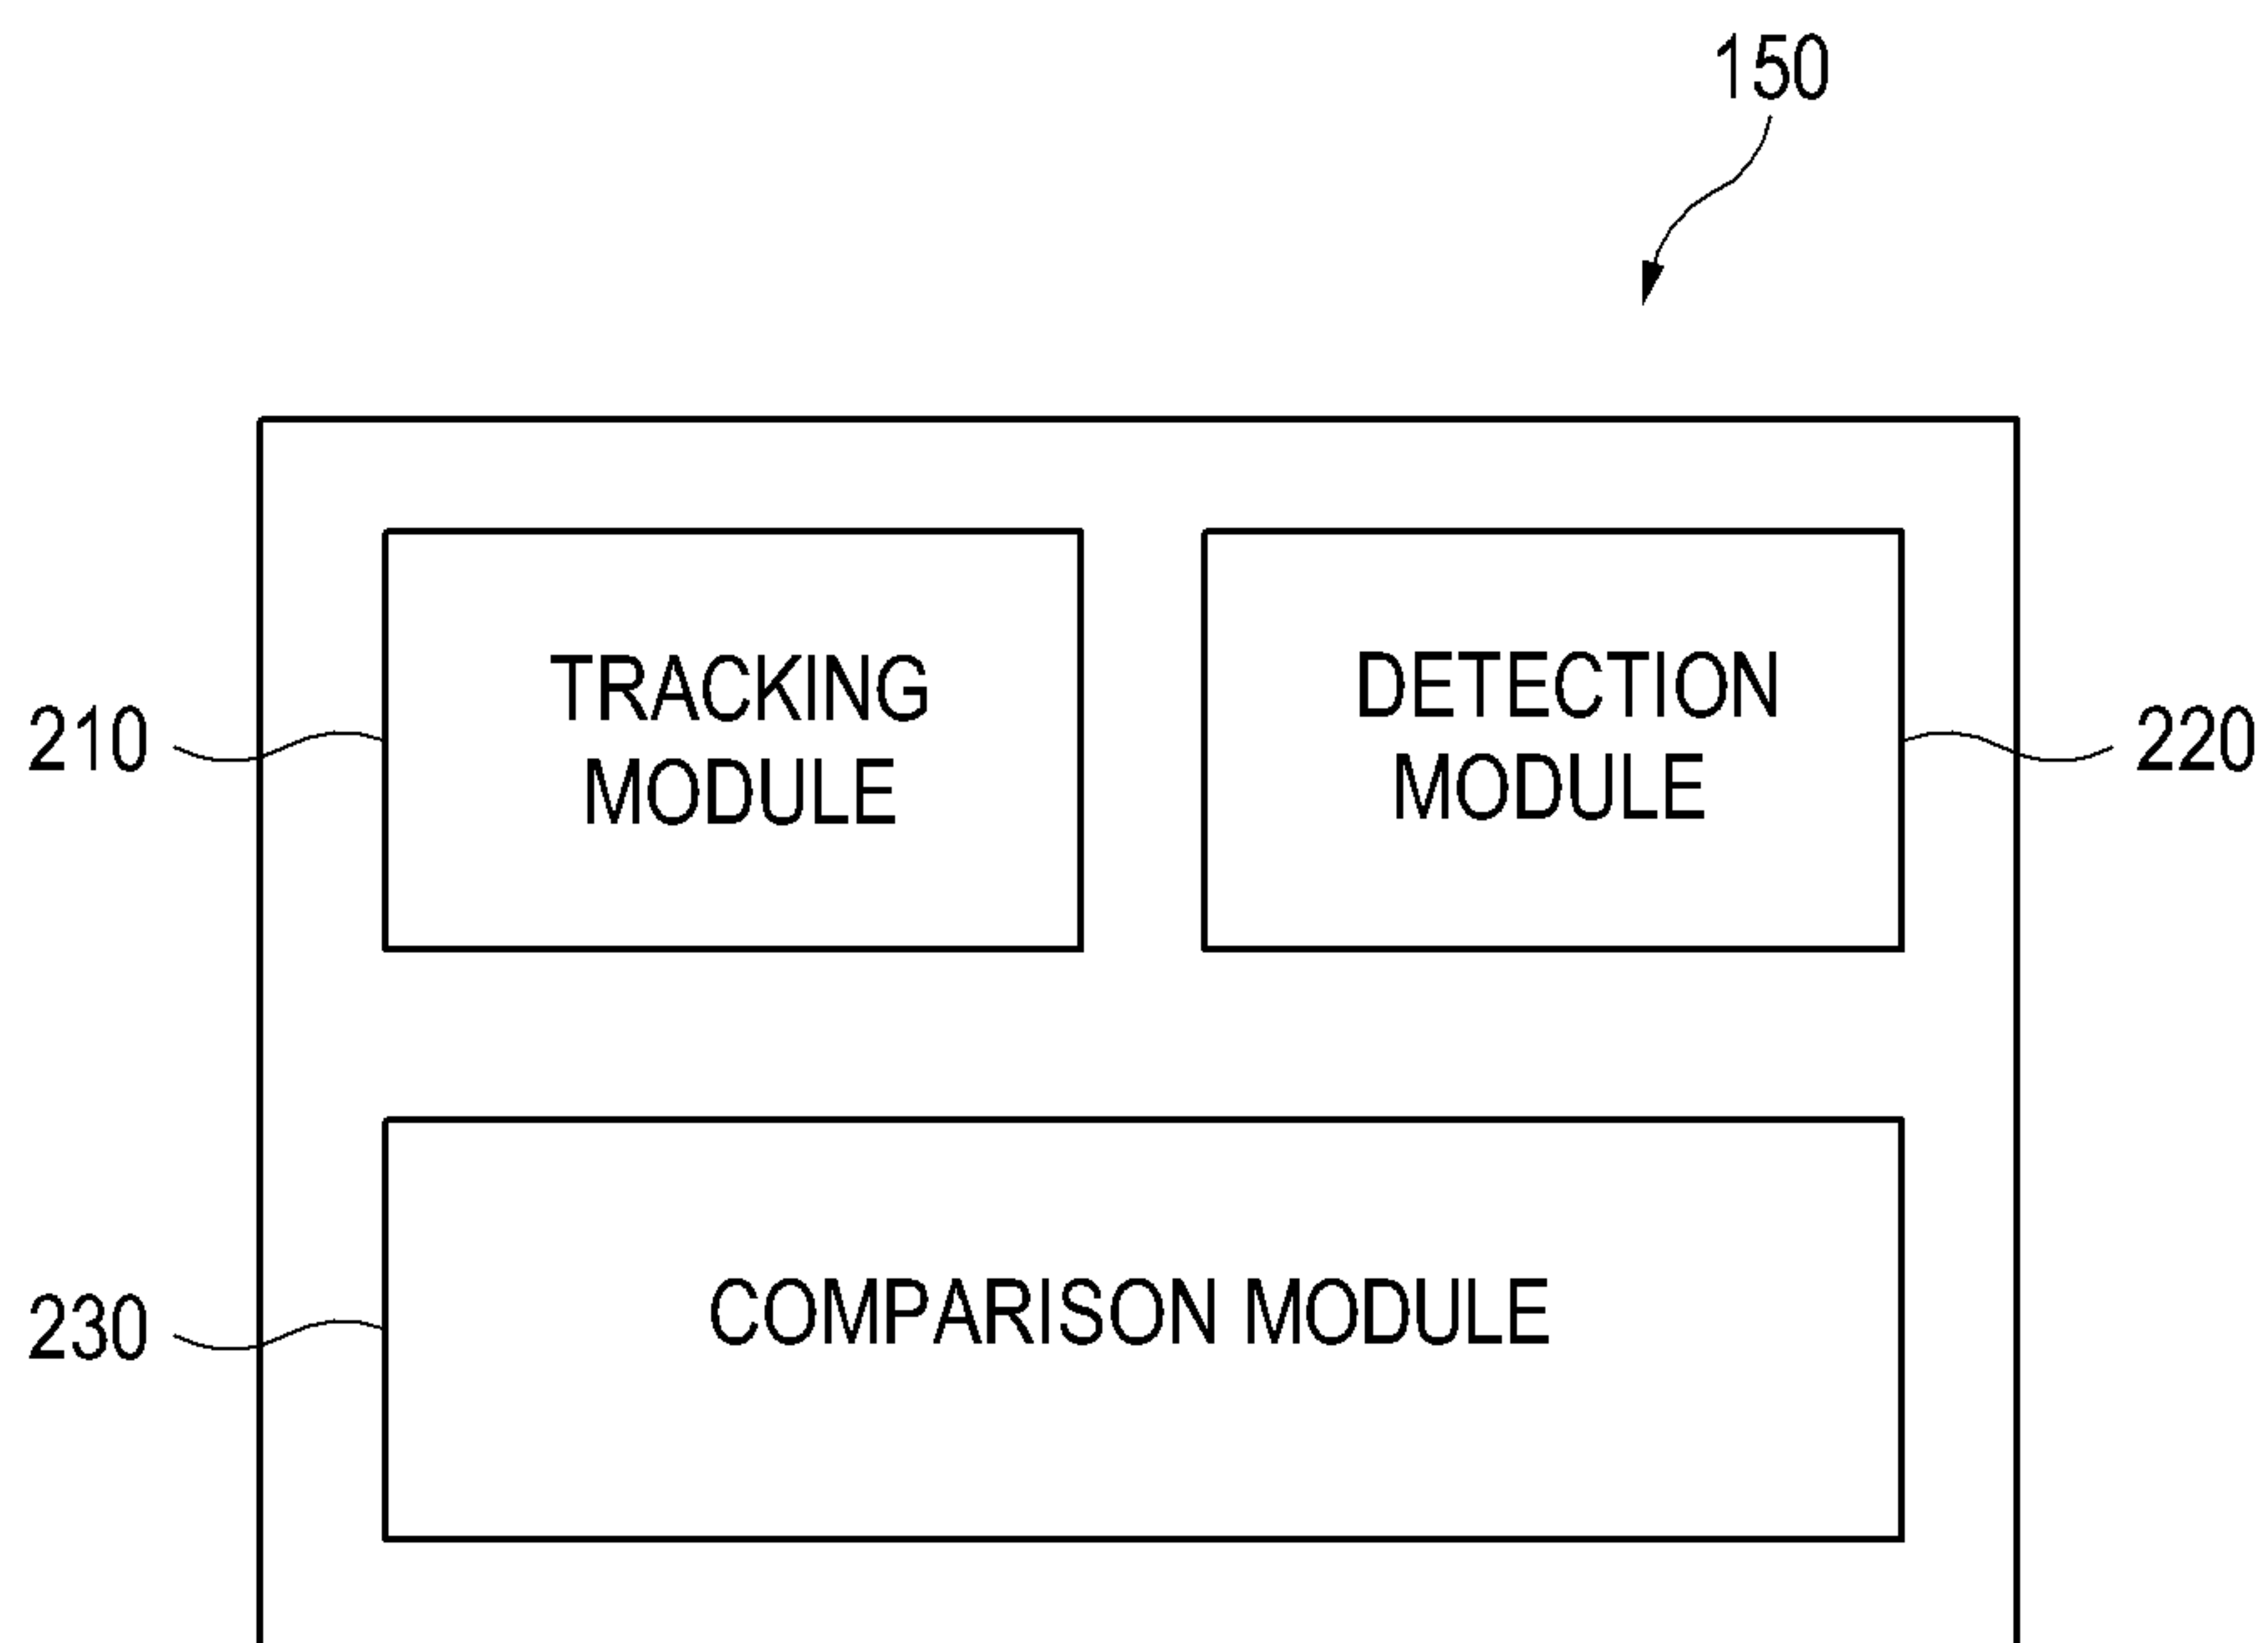 150
TRACKING
MODULE
DETECTION
MODULE
210
220
COMPARISON MODULE
230